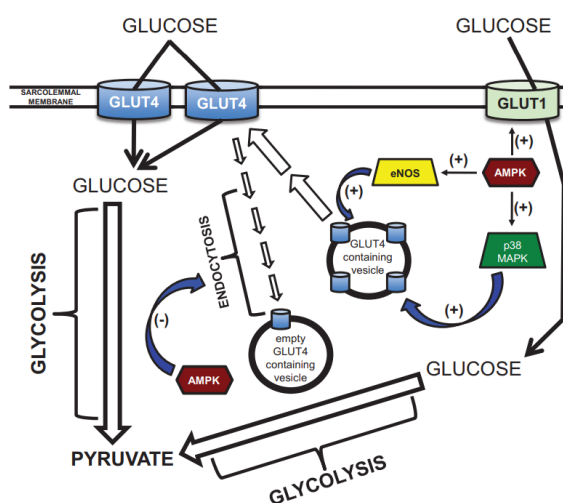 GLUCOSE
GLUCOSE
SARCOLEMMAL
MEMBRANE
GLUT4
GLUT4
GLUT1
(+)
eNOS
(+)
AMPK
(+)
(+)
GLUCOSE
GLUT4
containing
vesicle
p38
MAPK
ENDOCYTOSIS
GLYCOLYSIS
(-)
(+)
empty
GLUT4
containing
vesicle
AMPK
GLUCOSE
PYRUVATE
GLYCOLYSIS